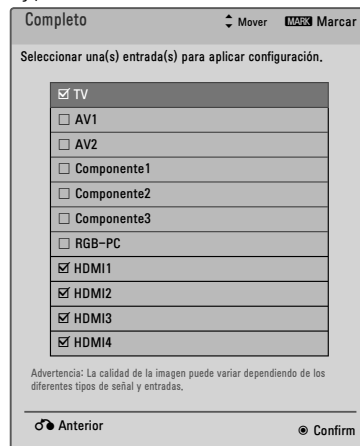 Completo
Mover MARK Marcar
Seleccionar una(s) entrada(s) para aplicar configuración.
TV
AV1
AV2
Componente1
Componente2
Componente3
RGB-PC
HDMI1
HDMI2
HDMI3
HDMI4
Advertencia: La calidad de la imagen puede variar dependiendo de los
diferentes tipos de señal y entradas.
Anterior
Confirm